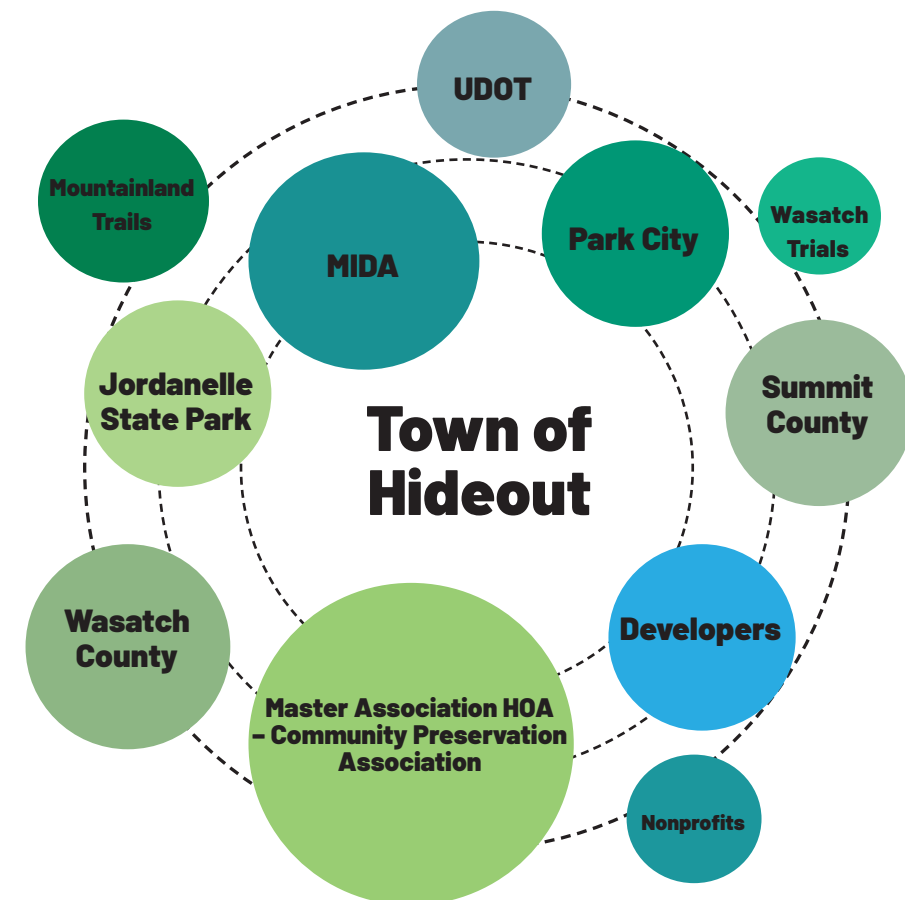 UDOT
Mountainland
Trails
Wasatch
Trials
Park City
MIDA
Jordanelle
State Park
Summit
County
Town of
Hideout
Wasatch
County
Developers
Master Association HOA
– Community Preservation
Association
Nonprofits